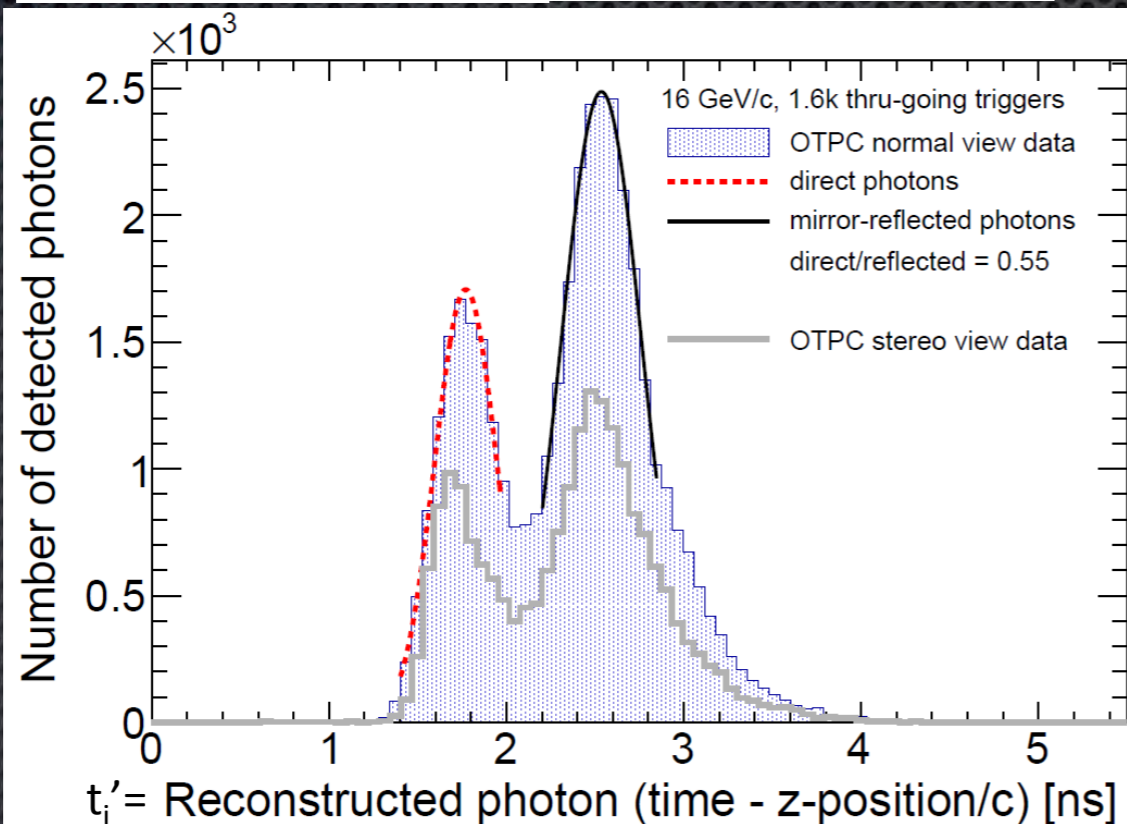 ×10³
2.5
2
1.5
1
0.5
0
0 1 2 3 4 5
Number of detected photons
16 GeV/c, 1.6k thru-going triggers
OTPC normal view data
direct photons
mirror-reflected photons
direct/reflected = 0.55
OTPC stereo view data
tᵢ’= Reconstructed photon (time - z-position/c) [ns]